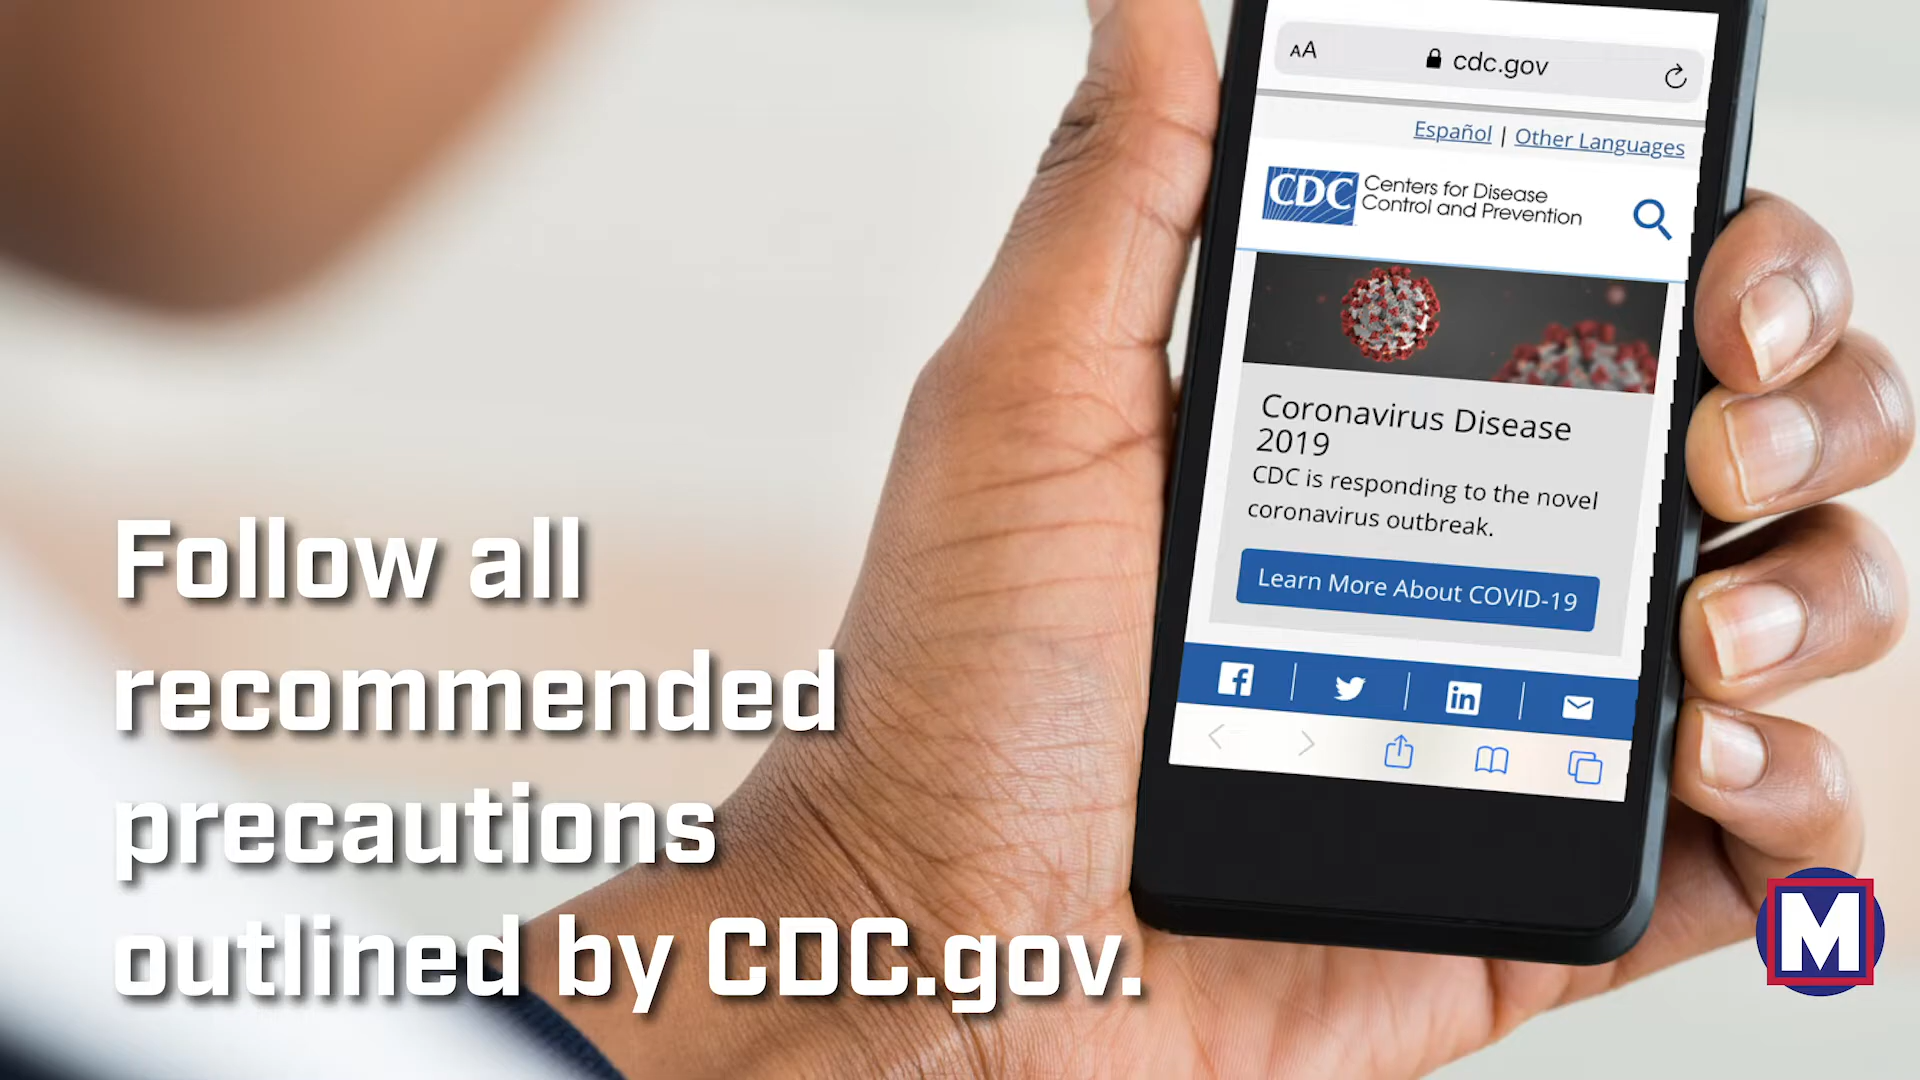 AA cdc.gov
Español | Other Languages
CDC Centers for Disease
Control and Prevention
Coronavirus Disease
2019
CDC is responding to the novel
coronavirus outbreak.
Learn More About COVID-19
Follow all
recommended
precautions
outlined by CDC.gov.
M